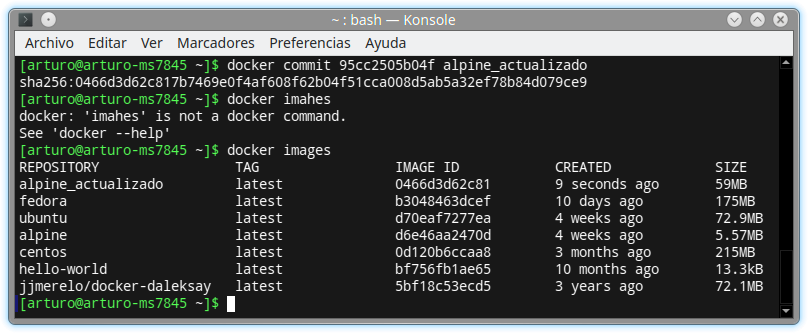 ~ : bash — Konsole
Archivo Editar Ver Marcadores Preferencias Ayuda
[arturo@arturo-ms7845 ~]$ docker commit 95cc2505b04f alpine_actualizado
sha256:0466d3d62c817b7469e0f4af608f62b04f51cca008d5ab5a32ef78b84d079ce9
[arturo@arturo-ms7845 ~]$ docker imahes
docker: 'imahes' is not a docker command.
See 'docker --help'
[arturo@arturo-ms7845 ~]$ docker images
REPOSITORY TAG IMAGE ID CREATED SIZE
alpine_actualizado latest 0466d3d62c81 9 seconds ago 59MB
fedora latest b3048463dcef 10 days ago 175MB
ubuntu latest d70eaf7277ea 4 weeks ago 72.9MB
alpine latest d6e46aa2470d 4 weeks ago 5.57MB
centos latest 0d120b6ccaa8 3 months ago 215MB
hello-world latest bf756fb1ae65 10 months ago 13.3kB
jjmerelo/docker-daleksay latest 5bf18c53ecd5 3 years ago 72.1MB
[arturo@arturo-ms7845 ~]$